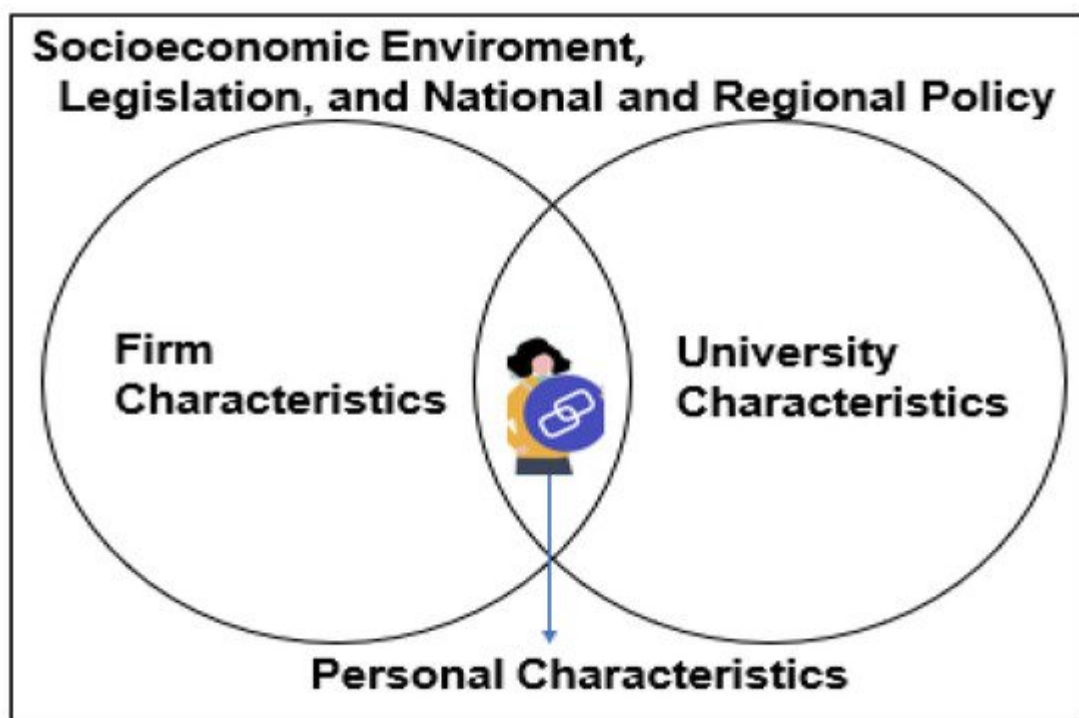 Socioeconomic Enviroment,
Legislation, and National and Regional Policy
Firm
Characteristics
University
Characteristics
Personal Characteristics